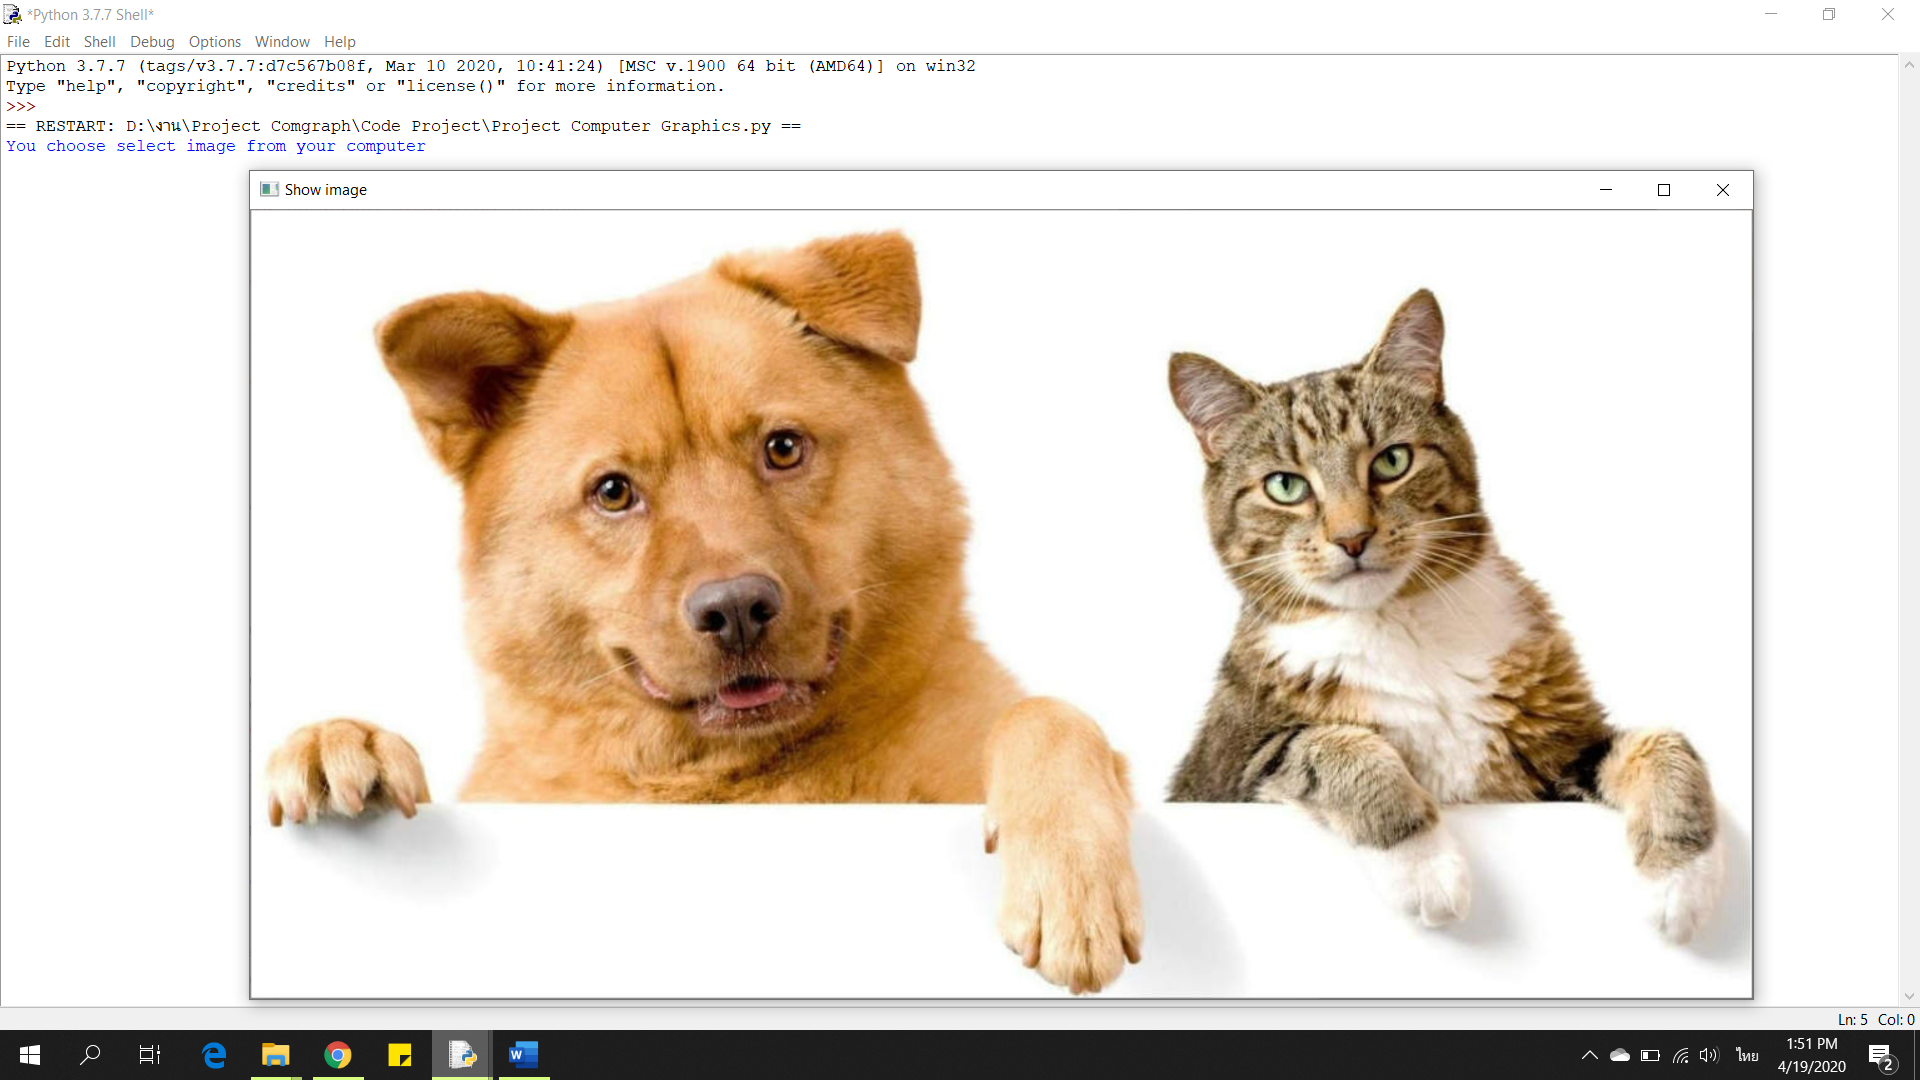 *Python 3.7.7 Shell*
File Edit Shell Debug Options Window Help
Python 3.7.7 (tags/v3.7.7:d7c567b08f, Mar 10 2020, 10:41:24) [MSC v.1900 64 bit (AMD64)] on win32
Type "help", "copyright", "credits" or "license()" for more information.
>>>
== RESTART: D:\งาน\Project Comgraph\Code Project\Project Computer Graphics.py ==
You choose select image from your computer
Show image
Ln: 5 Col: 0
W
ไทย
1:51 PM
4/19/2020
2